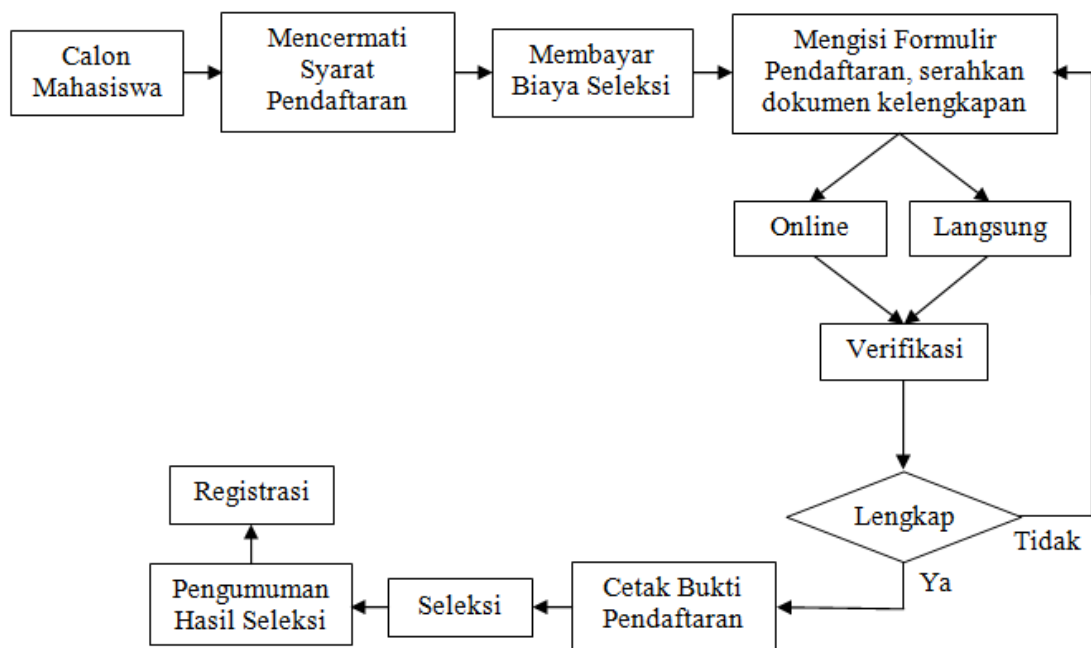 Calon
Mahasiswa
Mencermati
Syarat
Pendaftaran
Membayar
Biaya Seleksi
Mengisi Formulir
Pendaftaran, serahkan
dokumen kelengkapan
Online
Langsung
Verifikasi
Lengkap
Tidak
Ya
Cetak Bukti
Pendaftaran
Seleksi
Pengumuman
Hasil Seleksi
Registrasi